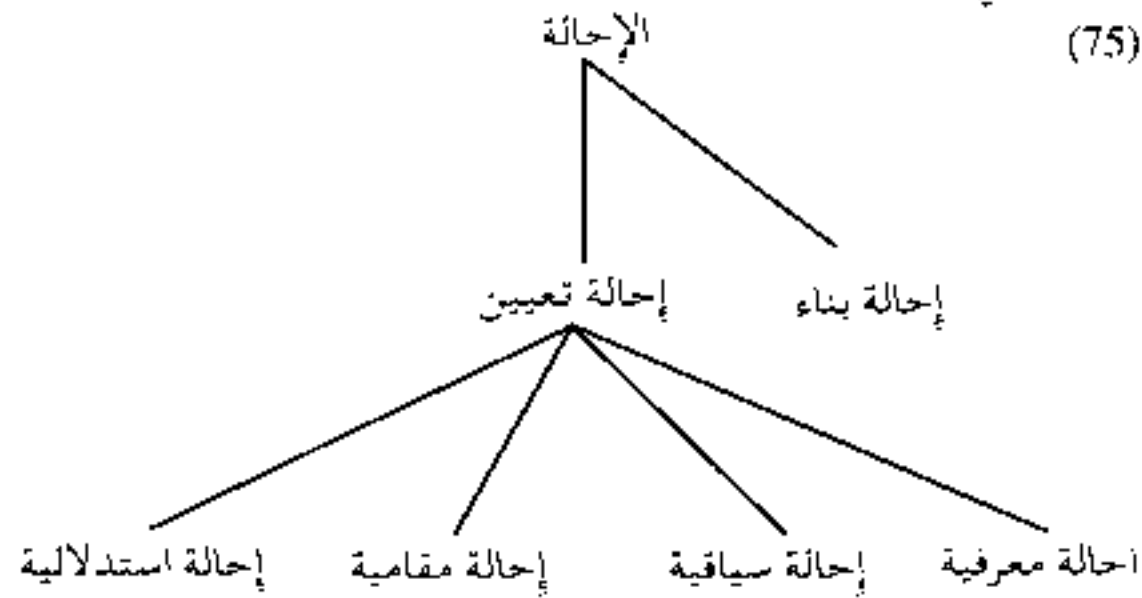 (75)
الإحالة
إحالة بناء إحالة تعيين
احالة معرفية إحالة سياقية إحالة مقامية إحالة استدلالية